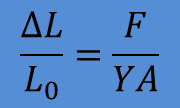 ΔL/L₀ = F/YA